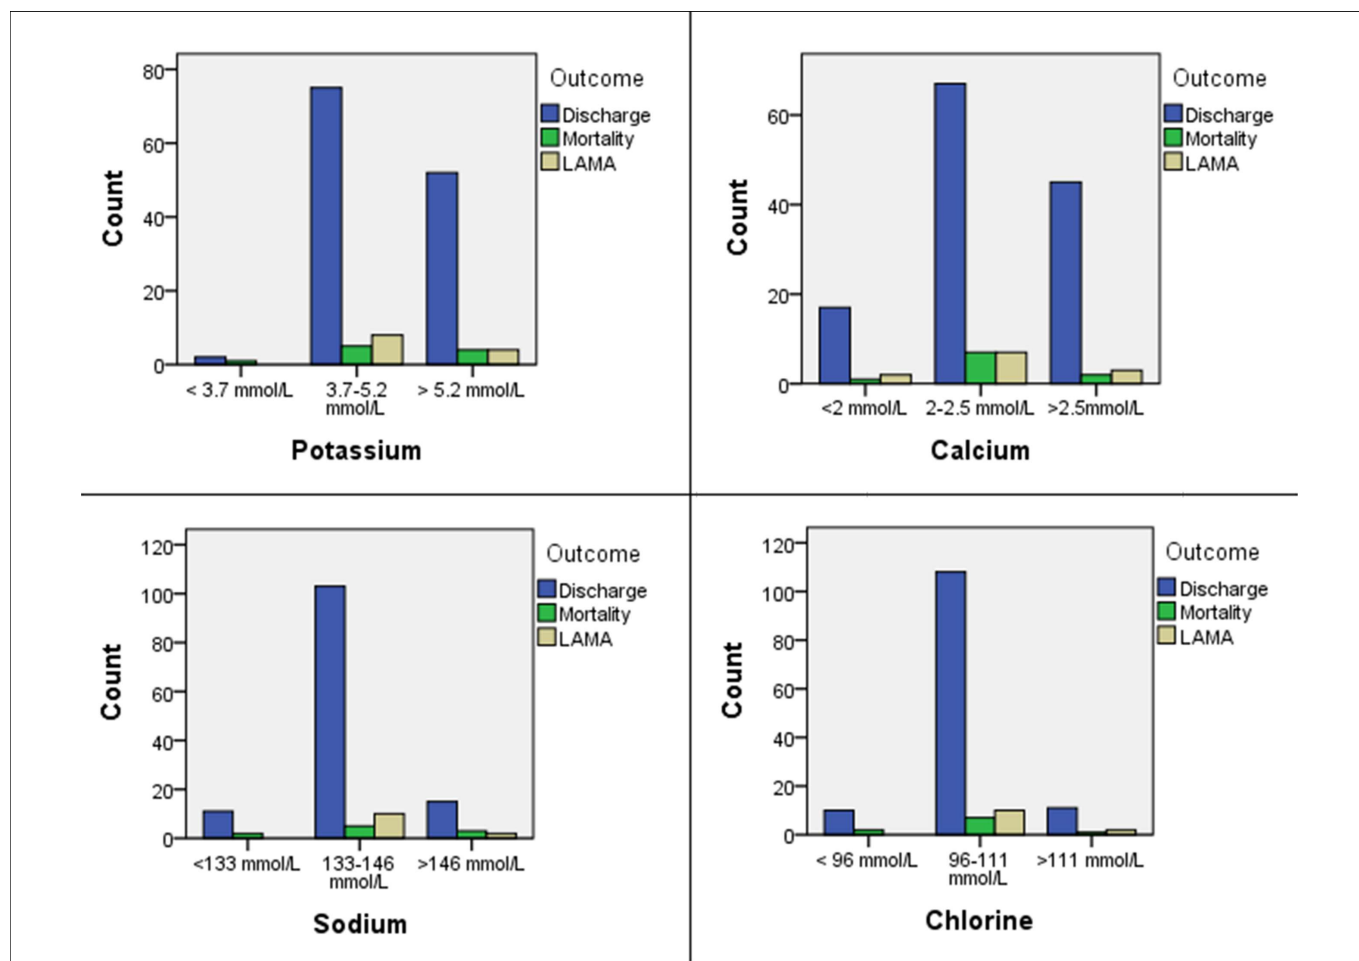 80
60
40
20
0
Count
< 3.7 mmol/L
3.7-5.2
mmol/L
> 5.2 mmol/L
Potassium
Outcome
Discharge
Mortality
LAMA
60
40
20
0
Count
<2 mmol/L
2-2.5 mmol/L
>2.5mmol/L
Calcium
Outcome
Discharge
Mortality
LAMA
120
100
80
60
40
20
0
Count
<133 mmol/L
133-146
mmol/L
>146 mmol/L
Sodium
Outcome
Discharge
Mortality
LAMA
120
100
80
60
40
20
0
Count
< 96 mmol/L
96-111
mmol/L
>111 mmol/L
Chlorine
Outcome
Discharge
Mortality
LAMA